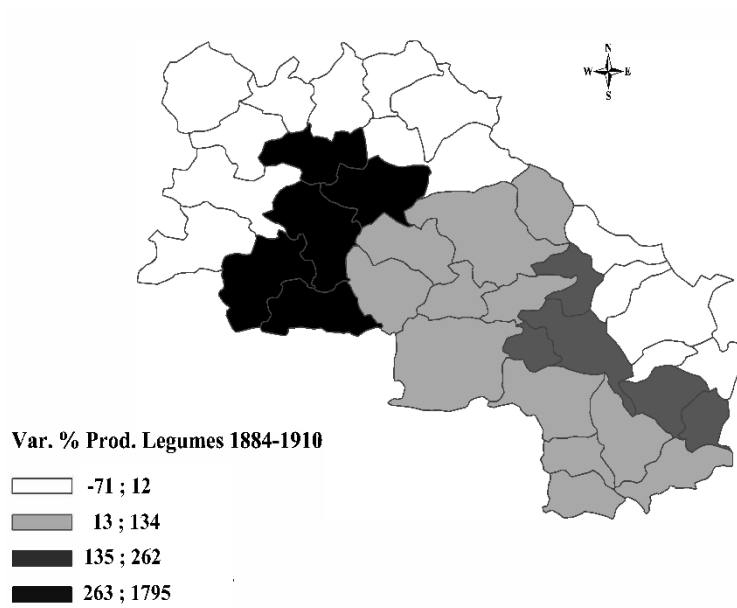 N
W E
S
Var. % Prod. Legumes 1884-1910
-71 ; 12
13 ; 134
135 ; 262
263 ; 1795